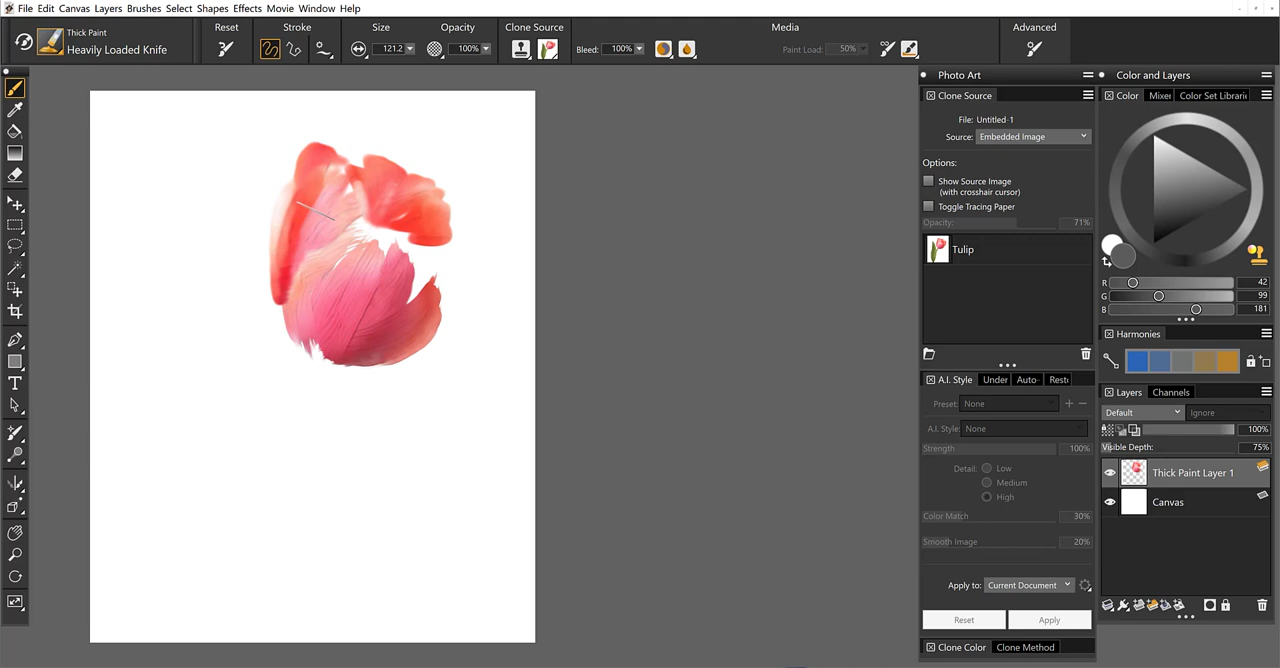 File Edit Canvas Layers Brushes Select Shapes Effects Movie Window Help
Thick Paint
Heavily Loaded Knife
Reset
Stroke
Size
121.2
Opacity
100%
Clone Source
Bleed: 100%
Media
Paint Load: 50%
Advanced
Photo Art
Clone Source
File: Untitled-1
Source: Embedded Image
Options:
Show Source Image
(with crosshair cursor)
Toggle Tracing Paper
Opacity: 71%
Tulip
A.I. Style Under Auto- Rest
Preset: None
A.I. Style: None
Strength 100%
Detail: Low
Medium
High
Color Match 30%
Smooth Image 20%
Apply to: Current Document
Reset Apply
Clone Color Clone Method
Color and Layers
Color Mixer Color Set Librari
R 42
G 99
B 181
Harmonies
Layers Channels
Default Ignore
100%
Visible Depth: 75%
Thick Paint Layer 1
Canvas
T